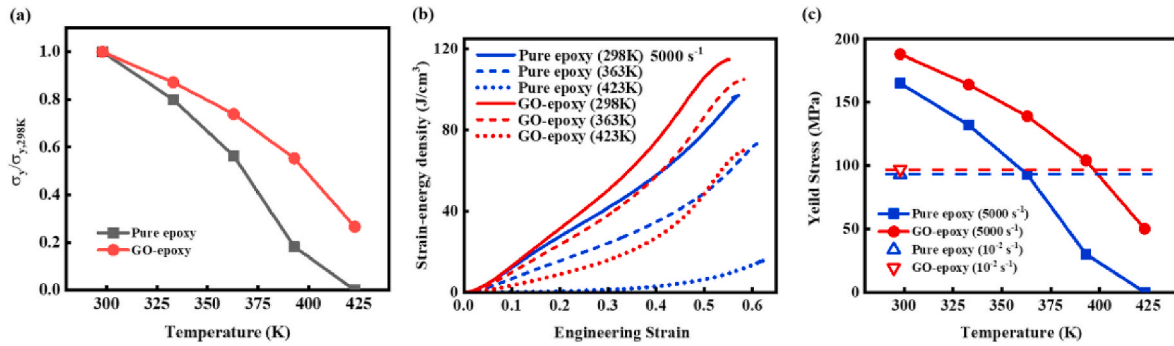 (a)
σy/σy,298K
1.0
0.8
0.6
0.4
0.2
0.0
Pure epoxy
GO-epoxy
300
325
350
375
400
425
Temperature (K)
(b)
Strain-energy density (J/cm³)
120
80
40
0
Pure epoxy (298K) 5000 s⁻¹
Pure epoxy (363K)
Pure epoxy (423K)
GO-epoxy (298K)
GO-epoxy (363K)
GO-epoxy (423K)
0.0
0.1
0.2
0.3
0.4
0.5
0.6
Engineering Strain
(c)
Yeild Stress (MPa)
200
150
100
50
0
Pure epoxy (5000 s⁻¹)
GO-epoxy (5000 s⁻¹)
Pure epoxy (10⁻² s⁻¹)
GO-epoxy (10⁻² s⁻¹)
300
325
350
375
400
425
Temperature (K)